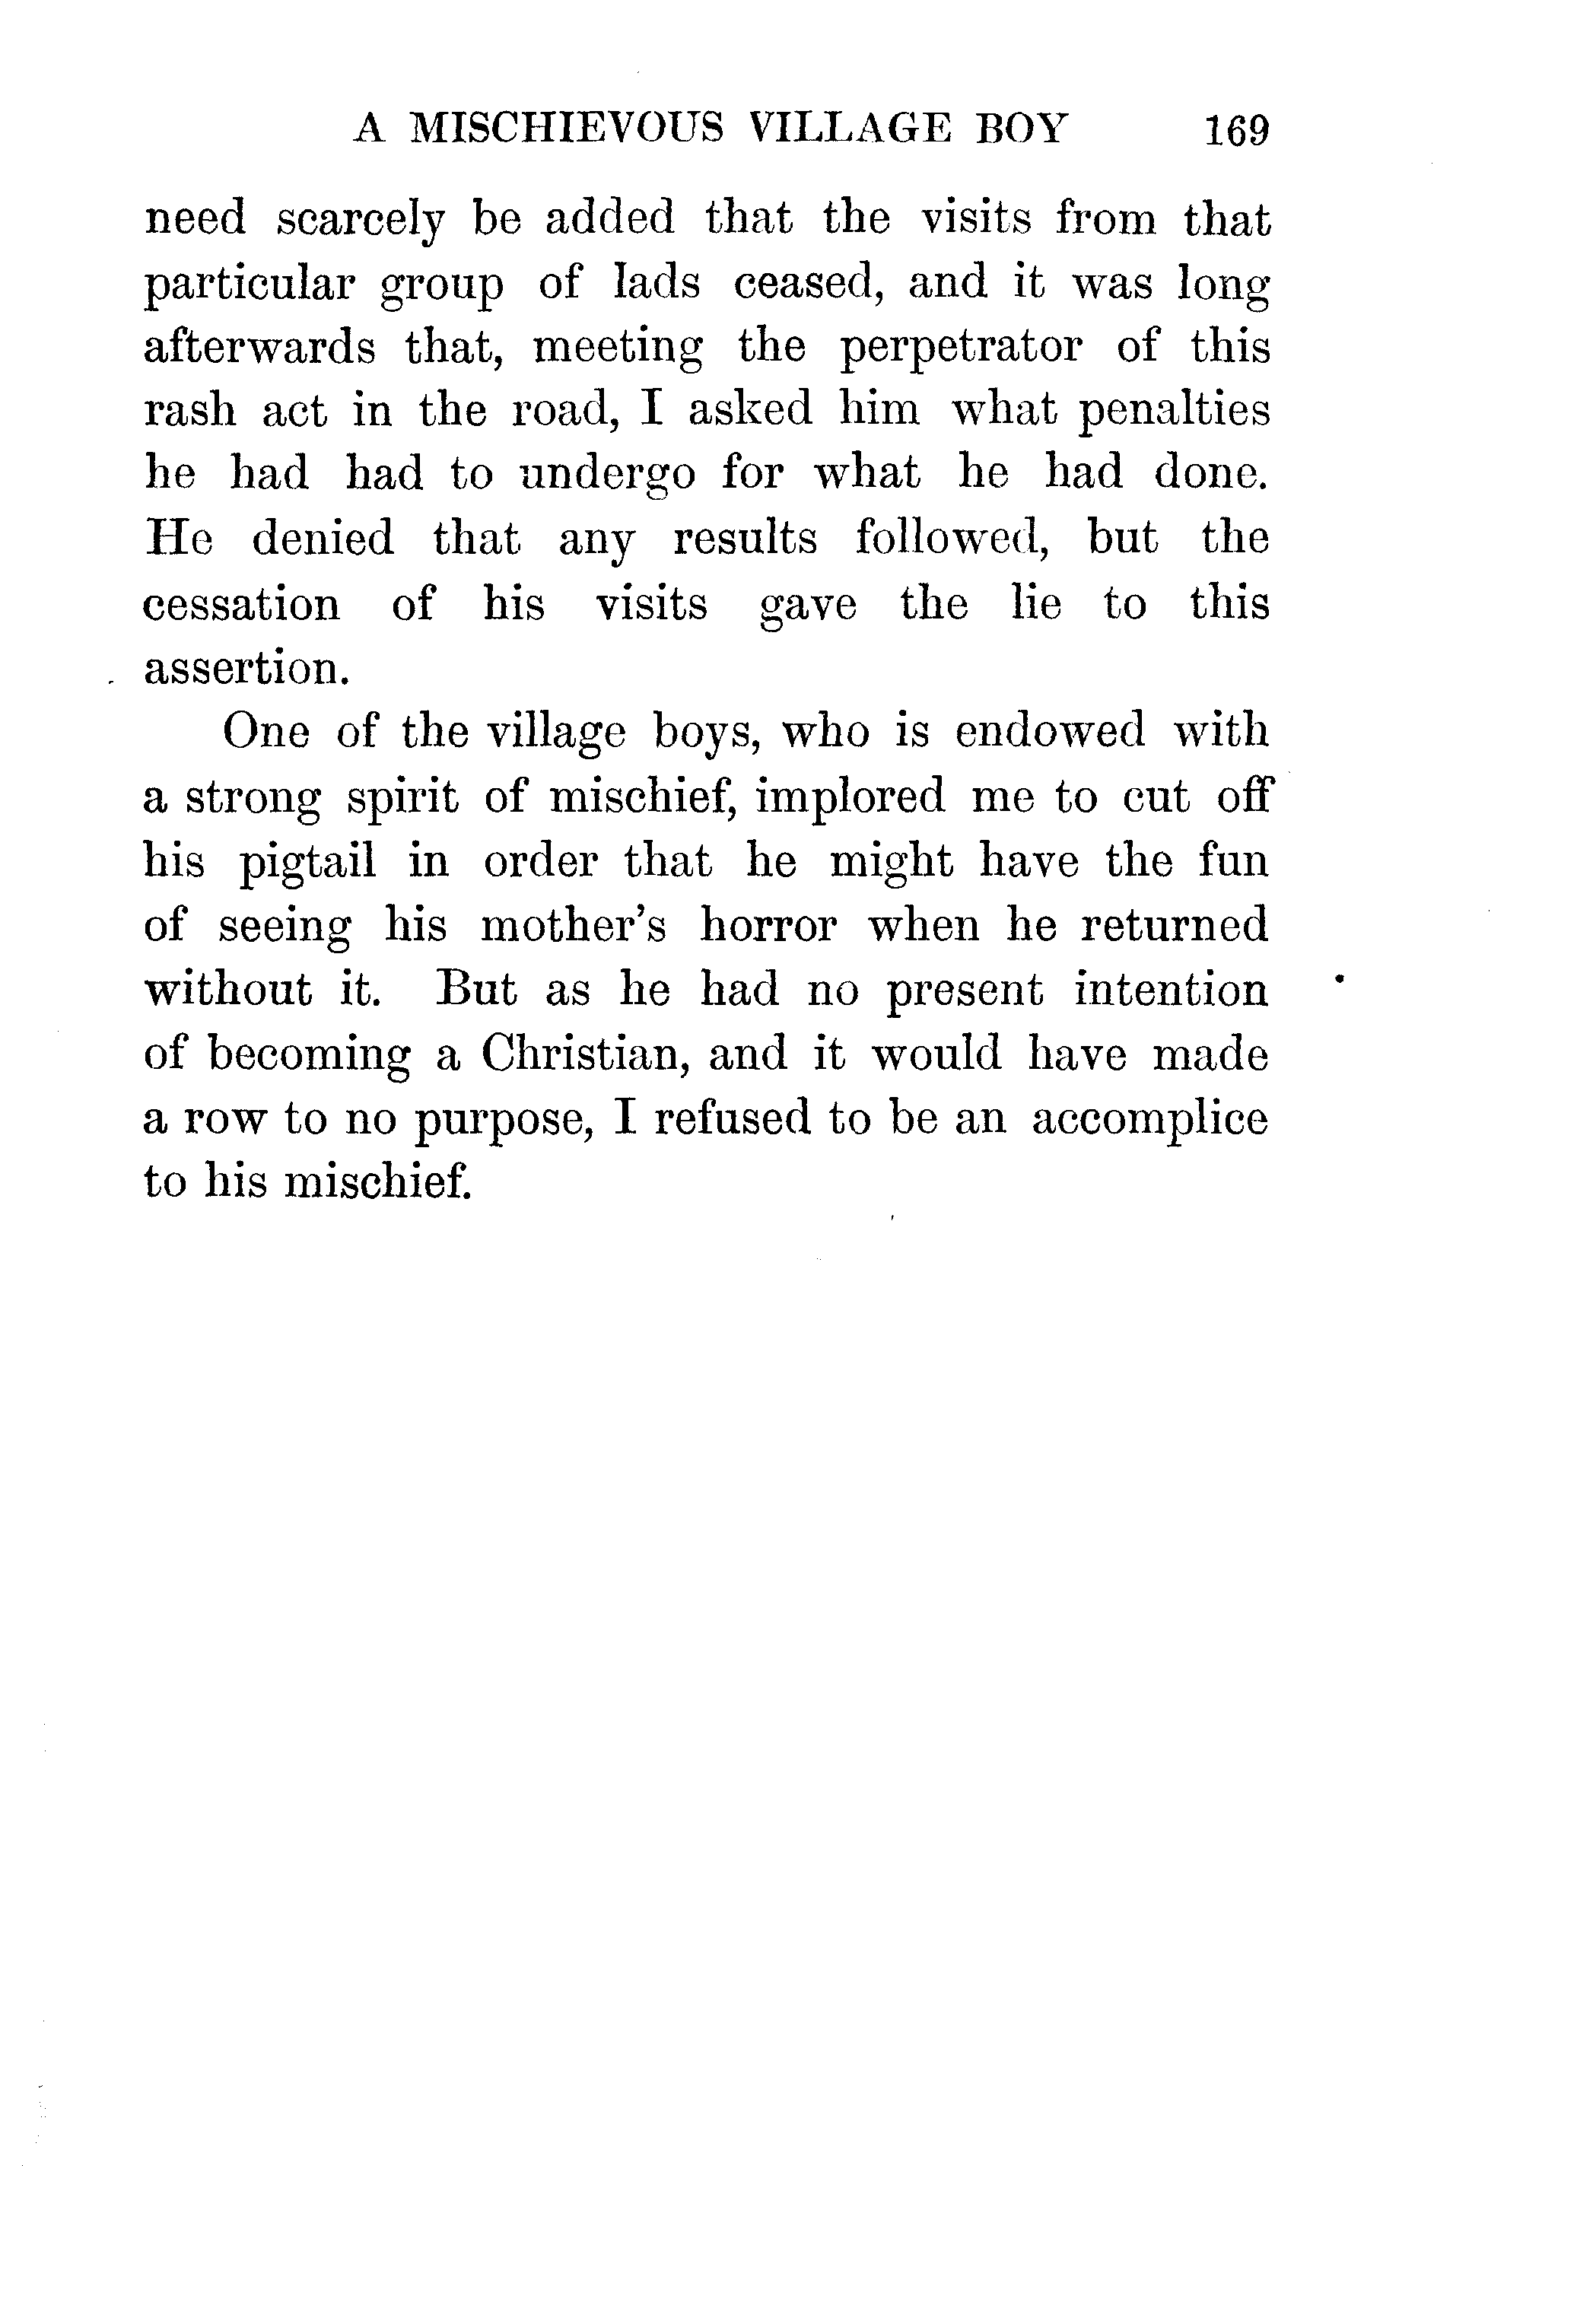 A MISCHIEVOUS VILLAGE BOY 169
need scarcely be added that the visits from that
particular group of lads ceased, and it was long
afterwards that, meeting the perpetrator of this
rash act in the road, I asked him what penalties
he had had to undergo for what he had done.
He denied that any results followed, but the
cessation of his visits gave the lie to this
assertion.
One of the village boys, who is endowed with
a strong spirit of mischief, implored me to cut off
his pigtail in order that he might have the fun
of seeing his mother's horror when he returned
without it. But as he had no present intention
of becoming a Christian, and it would have made
a row to no purpose, I refused to be an accomplice
to his mischief.